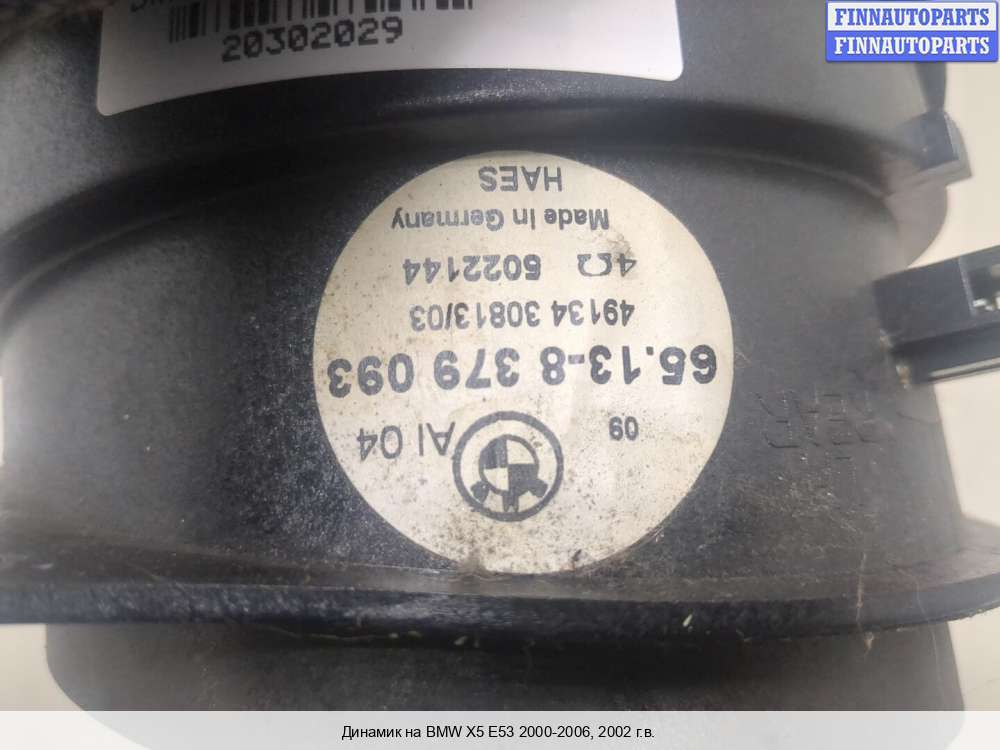 FINNAUTOPARTS
FINNAUTOPARTS
20302029
09 AI 04
65.13-8 379 093
49134 30813/03
4Ω 5022144
Made In Germany
HAES
Динамик на BMW X5 E53 2000-2006, 2002 г.в.